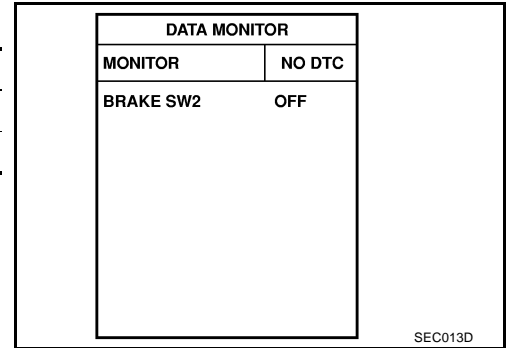 DATA MONITOR
MONITOR NO DTC
BRAKE SW2 OFF
SEC013D